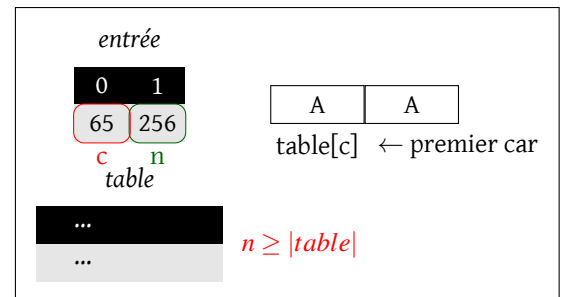 entrée
0 1
65 256
c n
A A
table[c] ← premier car
table
...
...
n ≥ |table|